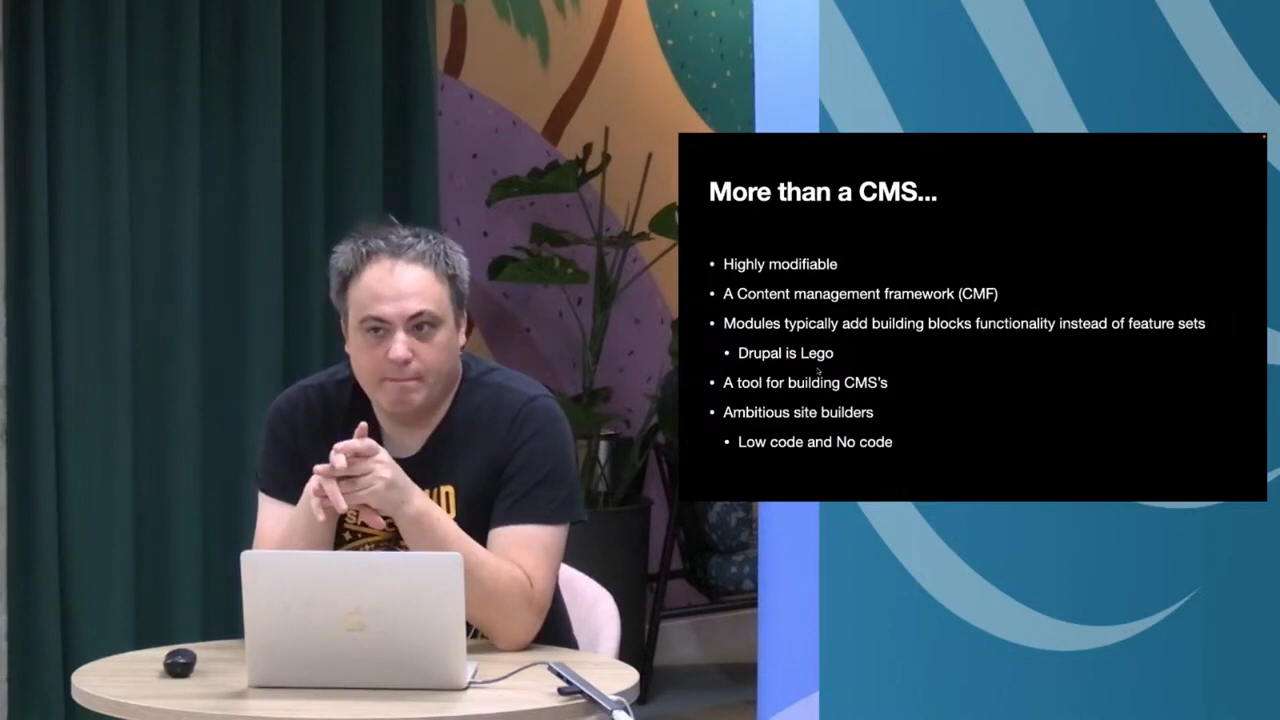 More than a CMS...
• Highly modifiable
• A Content management framework (CMF)
• Modules typically add building blocks functionality instead of feature sets
• Drupal is Lego
• A tool for building CMS's
• Ambitious site builders
• Low code and No code